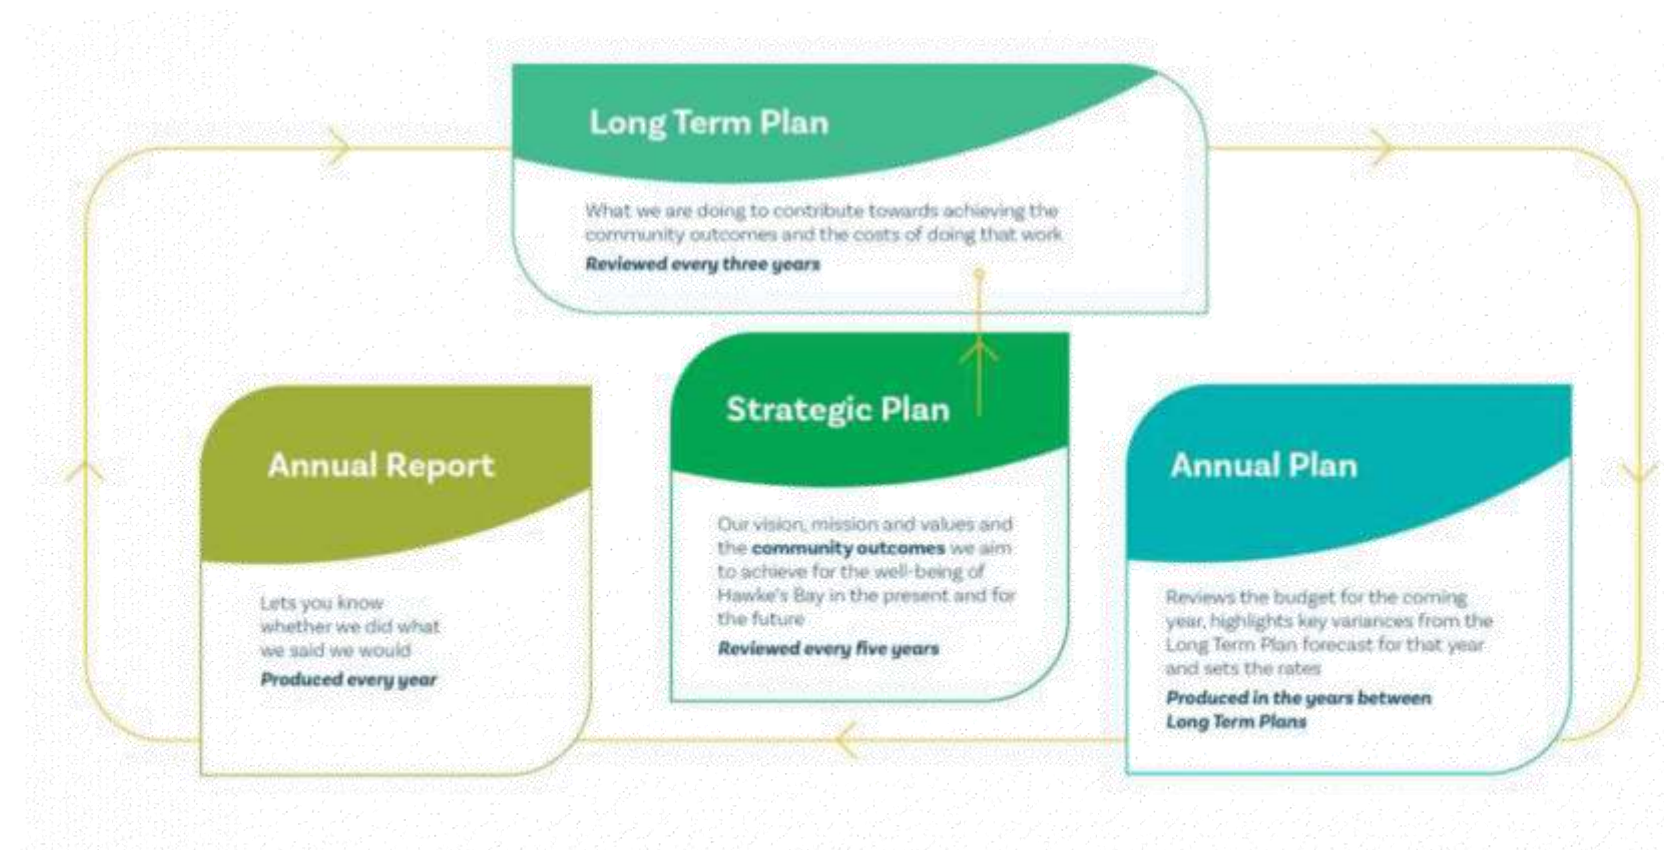 Long Term Plan
What we are doing to contribute towards achieving the
community outcomes and the costs of doing that work
Reviewed every three years
Annual Report
Lets you know
whether we did what
we said we would
Produced every year
Strategic Plan
Our vision, mission and values and
the community outcomes we aim
to achieve for the well-being of
Hawke's Bay in the present and for
the future
Reviewed every five years
Annual Plan
Reviews the budget for the coming
year, highlights key variances from the
Long Term Plan forecast for that year
and sets the rates
Produced in the years between
Long Term Plans